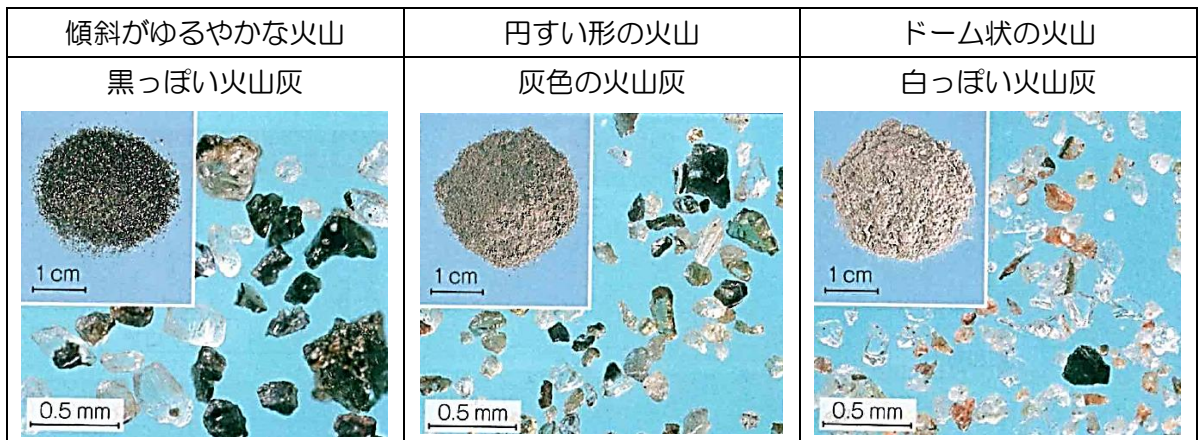 傾斜がゆるやかな火山
円すい形の火山
ドーム状の火山
黒っぽい火山灰
灰色の火山灰
白っぽい火山灰
1 cm
1 cm
1 cm
0.5 mm
0.5 mm
0.5 mm